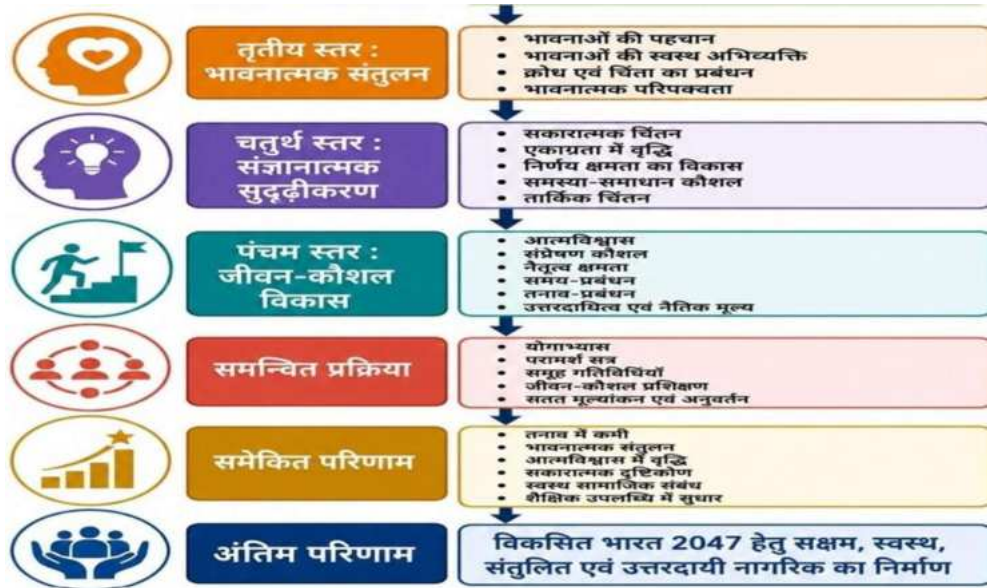 तृतीय स्तर :
भावनात्मक संतुलन
• भावनाओं की पहचान
• भावनाओं की स्वस्थ अभिव्यक्ति
• क्रोध एवं चिंता का प्रबंधन
• भावनात्मक परिपक्वता
चतुर्थ स्तर :
संज्ञानात्मक
सुदृढ़ीकरण
• सकारात्मक चिंतन
• एकाग्रता में वृद्धि
• निर्णय क्षमता का विकास
• समस्या-समाधान कौशल
• तार्किक चिंतन
पंचम स्तर :
जीवन-कौशल
विकास
• आत्मविश्वास
• संप्रेषण कौशल
• नेतृत्व क्षमता
• समय-प्रबंधन
• तनाव-प्रबंधन
• उत्तरदायित्व एवं नैतिक मूल्य
समन्वित प्रक्रिया
• योगाभ्यास
• परामर्श सत्र
• समूह गतिविधियाँ
• जीवन-कौशल प्रशिक्षण
• सतत मूल्यांकन एवं अनुवर्तन
समेकित परिणाम
• तनाव में कमी
• भावनात्मक संतुलन
• आत्मविश्वास में वृद्धि
• सकारात्मक दृष्टिकोण
• स्वस्थ सामाजिक संबंध
• शैक्षिक उपलब्धि में सुधार
अंतिम परिणाम
विकसित भारत 2047 हेतु सक्षम, स्वस्थ,
संतुलित एवं उत्तरदायी नागरिक का निर्माण